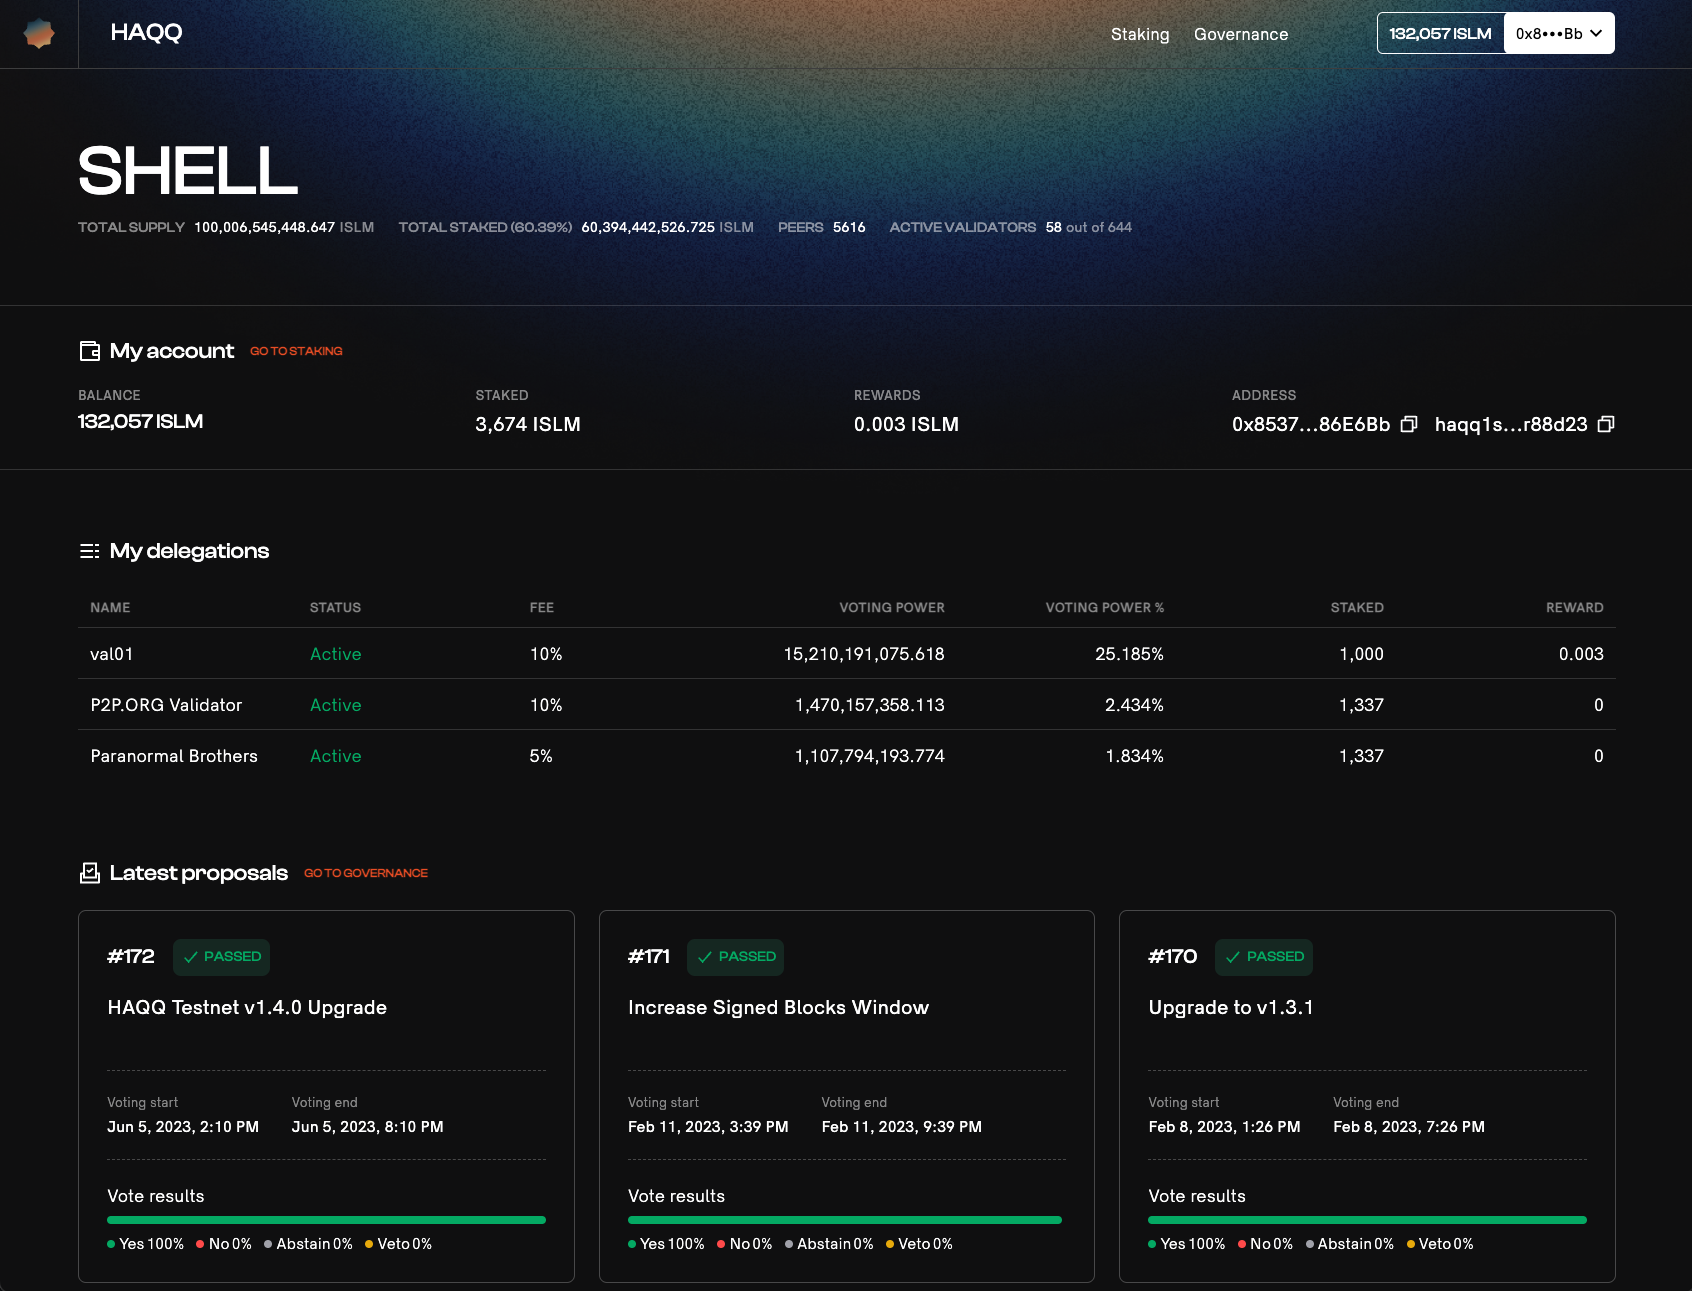 HAQQ Staking Governance 132,057 ISLM 0x8•••Bb
SHELL
TOTAL SUPPLY 100,006,545,448.647 ISLM TOTAL STAKED (60.39%) 60,394,442,526.725 ISLM PEERS 5616 ACTIVE VALIDATORS 58 out of 644
My account GO TO STAKING
BALANCE STAKED REWARDS ADDRESS
132,057 ISLM 3,674 ISLM 0.003 ISLM 0x8537...86E6Bb haqq1s...r88d23
My delegations
NAME STATUS FEE VOTING POWER VOTING POWER % STAKED REWARD
val01 Active 10% 15,210,191,075.618 25.185% 1,000 0.003
P2P.ORG Validator Active 10% 1,470,157,358.113 2.434% 1,337 0
Paranormal Brothers Active 5% 1,107,794,193.774 1.834% 1,337 0
Latest proposals GO TO GOVERNANCE
#172 PASSED
HAQQ Testnet v1.4.0 Upgrade
Voting start Voting end
Jun 5, 2023, 2:10 PM Jun 5, 2023, 8:10 PM
Vote results
Yes 100% No 0% Abstain 0% Veto 0%
#171 PASSED
Increase Signed Blocks Window
Voting start Voting end
Feb 11, 2023, 3:39 PM Feb 11, 2023, 9:39 PM
Vote results
Yes 100% No 0% Abstain 0% Veto 0%
#170 PASSED
Upgrade to v1.3.1
Voting start Voting end
Feb 8, 2023, 1:26 PM Feb 8, 2023, 7:26 PM
Vote results
Yes 100% No 0% Abstain 0% Veto 0%